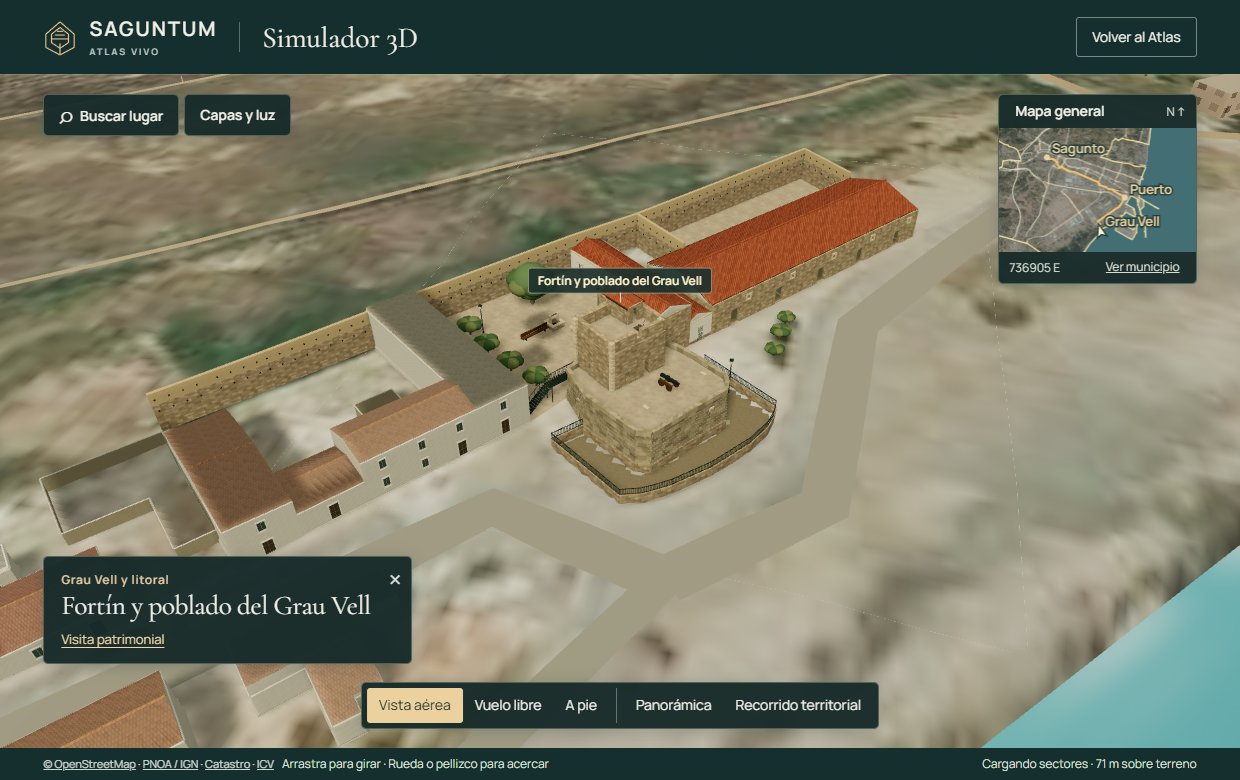 SAGUNTUM
ATLAS VIVO
Simulador 3D
Volver al Atlas
Buscar lugar
Capas y luz
Mapa general
N ↑
Sagunto
Puerto
Grau Vell
736905 E
Ver municipio
Fortín y poblado del Grau Vell
Grau Vell y litoral
Fortín y poblado del Grau Vell
Visita patrimonial
Vista aérea
Vuelo libre
A pie
Panorámica
Recorrido territorial
© OpenStreetMap · PNOA / IGN · Catastro · ICV Arrastra para girar · Rueda o pellizco para acercar
Cargando sectores · 71 m sobre terreno